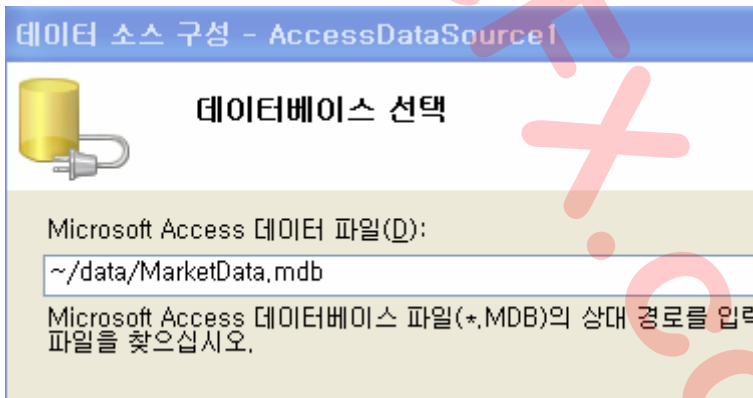 데이터 소스 구성 - AccessDataSource1
데이터베이스 선택
Microsoft Access 데이터 파일(D):
~/data/MarketData.mdb
Microsoft Access 데이터베이스 파일(*.MDB)의 상대 경로를 입력
파일을 찾으십시오.